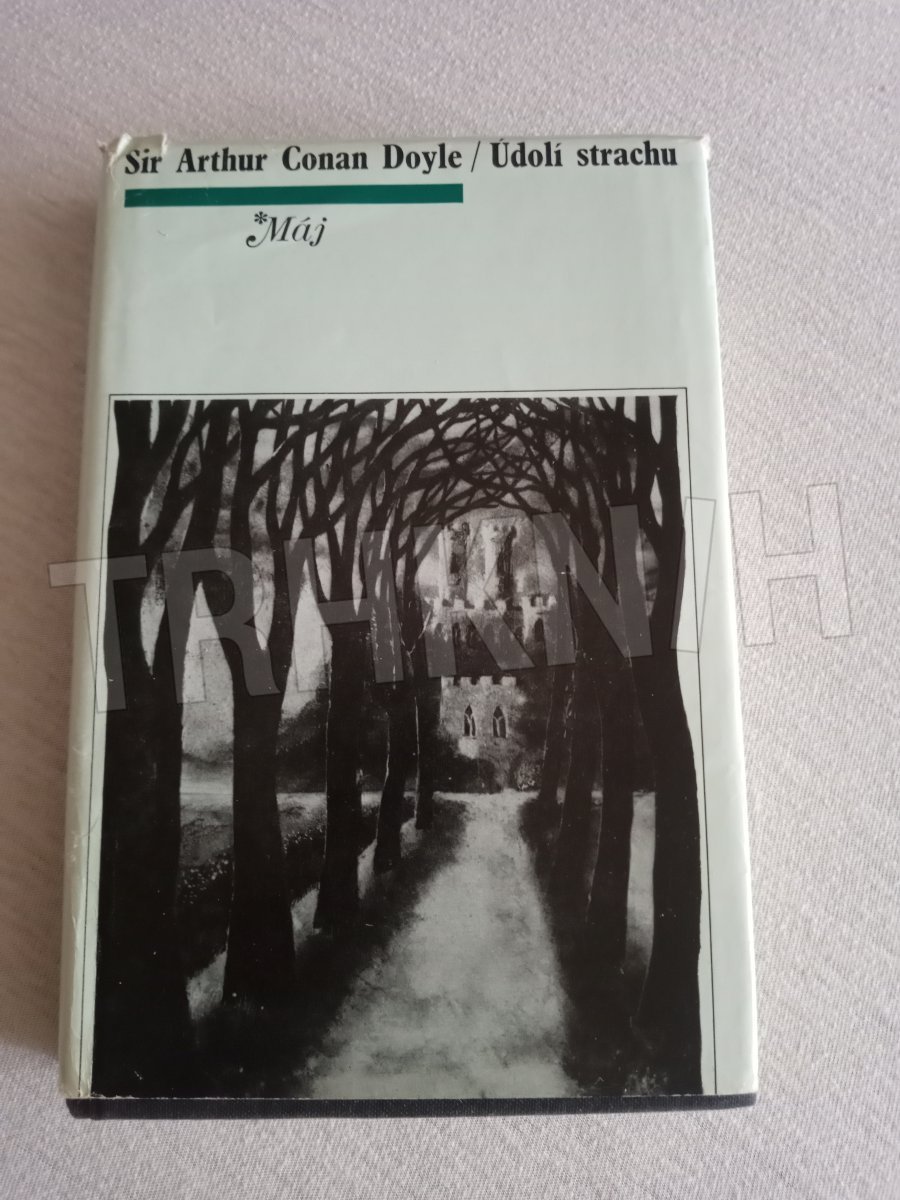 Sir Arthur Conan Doyle / Údolí strachu
*Máj
TRHKNIH